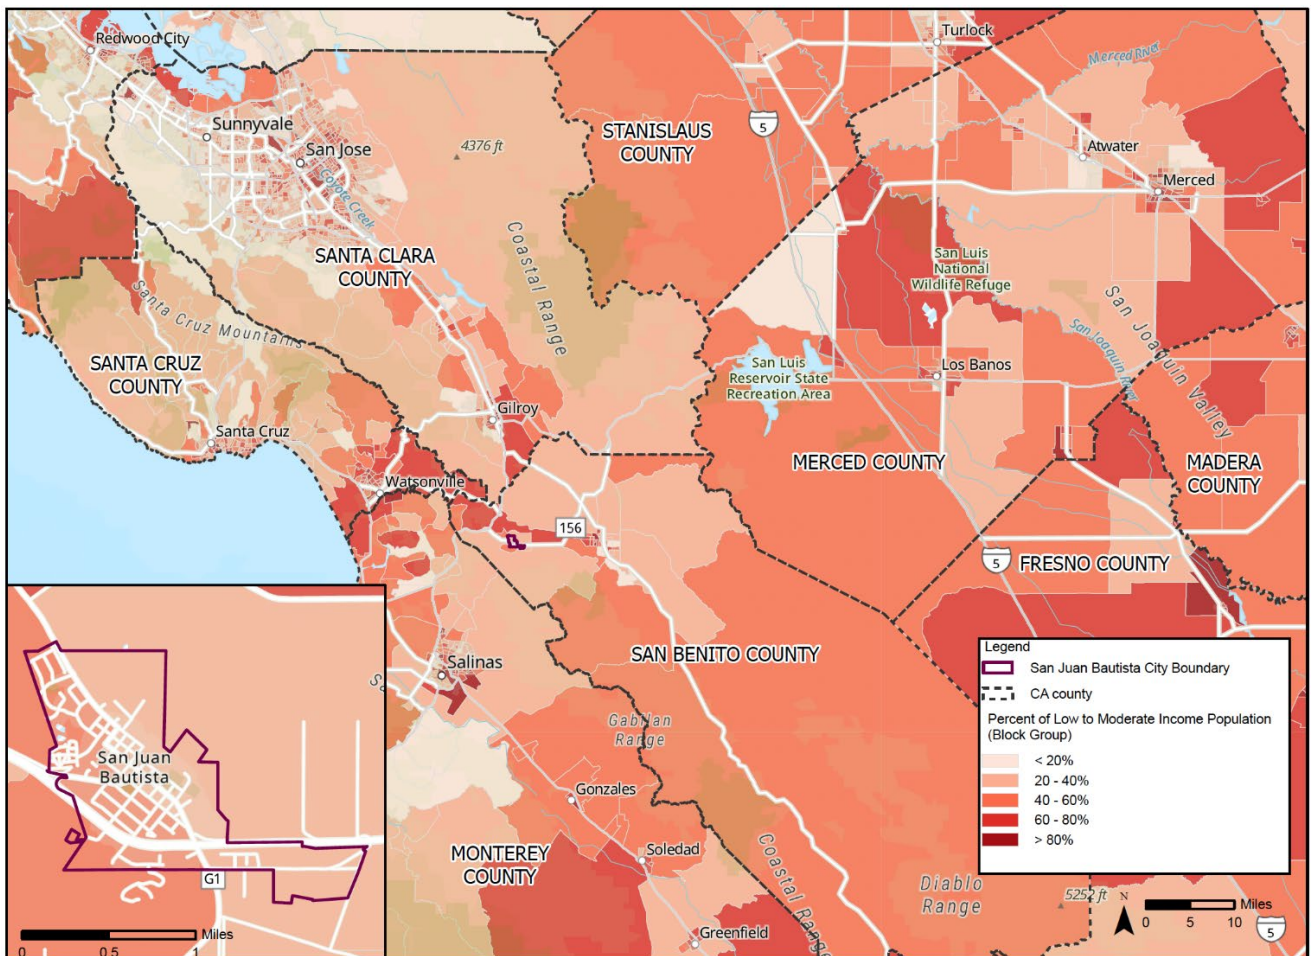 Redwood City
Turlock
Merced River
Sunnyvale
San Jose
4376 ft
5
STANISLAUS
COUNTY
Atwater
Merced
Coyote Creek
SANTA CLARA
COUNTY
Coastal Range
San Luis
National
Wildlife Refuge
San Joaquin Valley
San Joaquin River
Santa Cruz Mountains
SANTA CRUZ
COUNTY
San Luis
Reservoir State
Recreation Area
Los Banos
Gilroy
Santa Cruz
MERCED COUNTY
MADERA
COUNTY
Watsonville
156
5
FRESNO COUNTY
Salinas
SAN BENITO COUNTY
Gabilan
Range
Gonzales
MONTEREY
COUNTY
Soledad
Coastal Range
Diablo
Range
5252 ft
Greenfield
San Juan
Bautista
G1
0 0.5 1 Miles
Legend
San Juan Bautista City Boundary
CA county
Percent of Low to Moderate Income Population
(Block Group)
< 20%
20 - 40%
40 - 60%
60 - 80%
> 80%
N
0 5 10 Miles
5